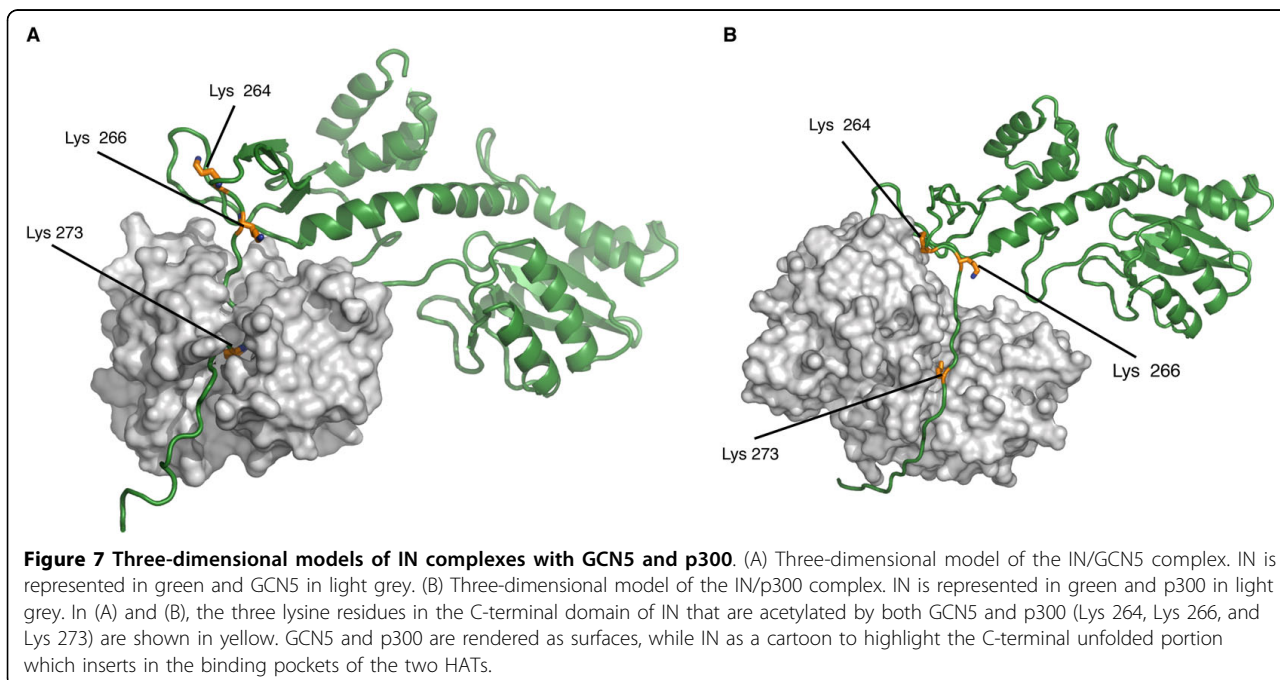 A
B
Lys 264
Lys 266
Lys 273
Lys 264
Lys 266
Lys 273
Figure 7 Three-dimensional models of IN complexes with GCN5 and p300. (A) Three-dimensional model of the IN/GCN5 complex. IN is
represented in green and GCN5 in light grey. (B) Three-dimensional model of the IN/p300 complex. IN is represented in green and p300 in light
grey. In (A) and (B), the three lysine residues in the C-terminal domain of IN that are acetylated by both GCN5 and p300 (Lys 264, Lys 266, and
Lys 273) are shown in yellow. GCN5 and p300 are rendered as surfaces, while IN as a cartoon to highlight the C-terminal unfolded portion
which inserts in the binding pockets of the two HATs.